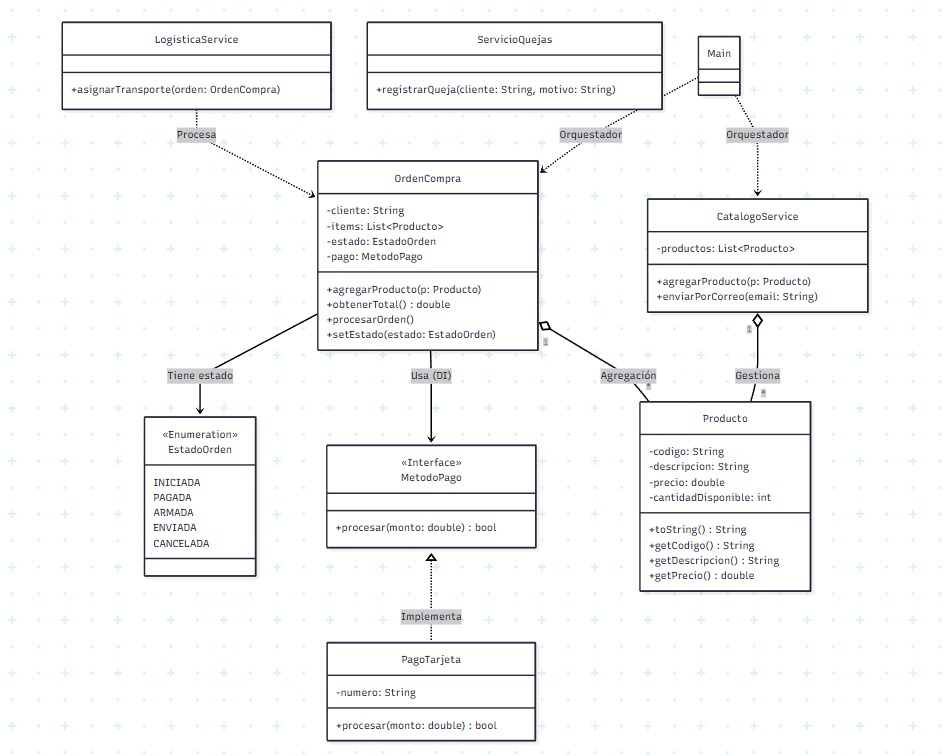 LogisticaService
+asignarTransporte(orden: OrdenCompra)
ServicioQuejas
+registrarQueja(cliente: String, motivo: String)
Main
Procesa
Orquestador
Orquestador
OrdenCompra
-cliente: String
-items: List<Producto>
-estado: EstadoOrden
-pago: MetodoPago
+agregarProducto(p: Producto)
+obtenerTotal() : double
+procesarOrden()
+setEstado(estado: EstadoOrden)
CatalogoService
-productos: List<Producto>
+agregarProducto(p: Producto)
+enviarPorCorreo(email: String)
1
1
Tiene estado
Usa (DI)
Agregación
*
Gestiona
*
«Enumeration»
EstadoOrden
INICIADA
PAGADA
ARMADA
ENVIADA
CANCELADA
«Interface»
MetodoPago
+procesar(monto: double) : bool
Producto
-codigo: String
-descripcion: String
-precio: double
-cantidadDisponible: int
+toString() : String
+getCodigo() : String
+getDescripcion() : String
+getPrecio() : double
Implementa
PagoTarjeta
-numero: String
+procesar(monto: double) : bool